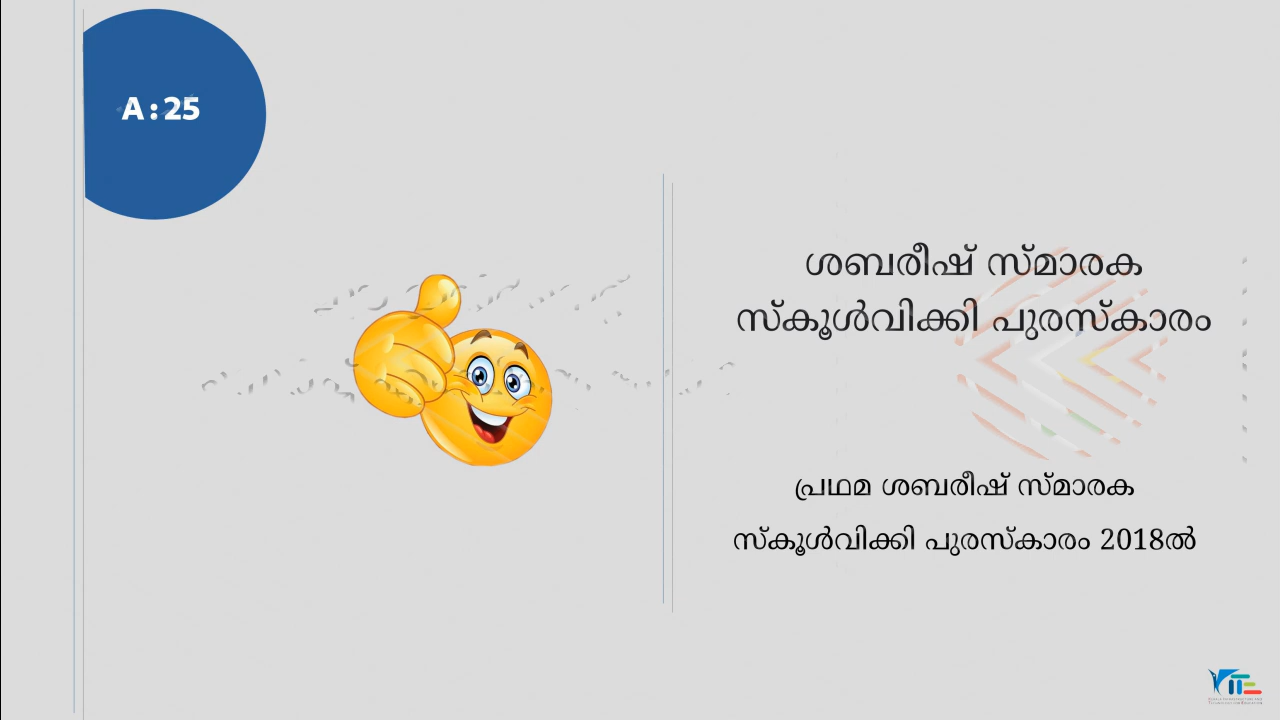 A : 25
ശബരീഷ് സ്മാരക
സ്കൂൾവിക്കി പുരസ്കാരം
പ്രഥമ ശബരീഷ് സ്മാരക
സ്കൂൾവിക്കി പുരസ്കാരം 2018ൽ